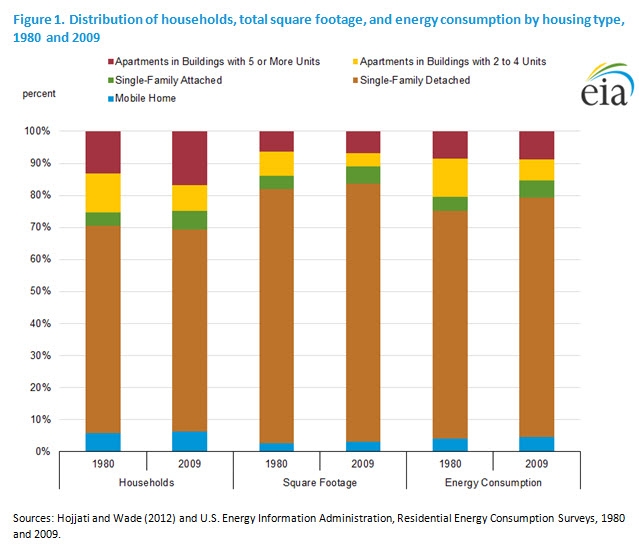 Figure 1. Distribution of households, total square footage, and energy consumption by housing type,
1980 and 2009
Apartments in Buildings with 5 or More Units
Apartments in Buildings with 2 to 4 Units
Single-Family Attached
Single-Family Detached
Mobile Home
eia
percent
100%
90%
80%
70%
60%
50%
40%
30%
20%
10%
0%
1980 2009 1980 2009 1980 2009
Households Square Footage Energy Consumption
Sources: Hojjati and Wade (2012) and U.S. Energy Information Administration, Residential Energy Consumption Surveys, 1980
and 2009.